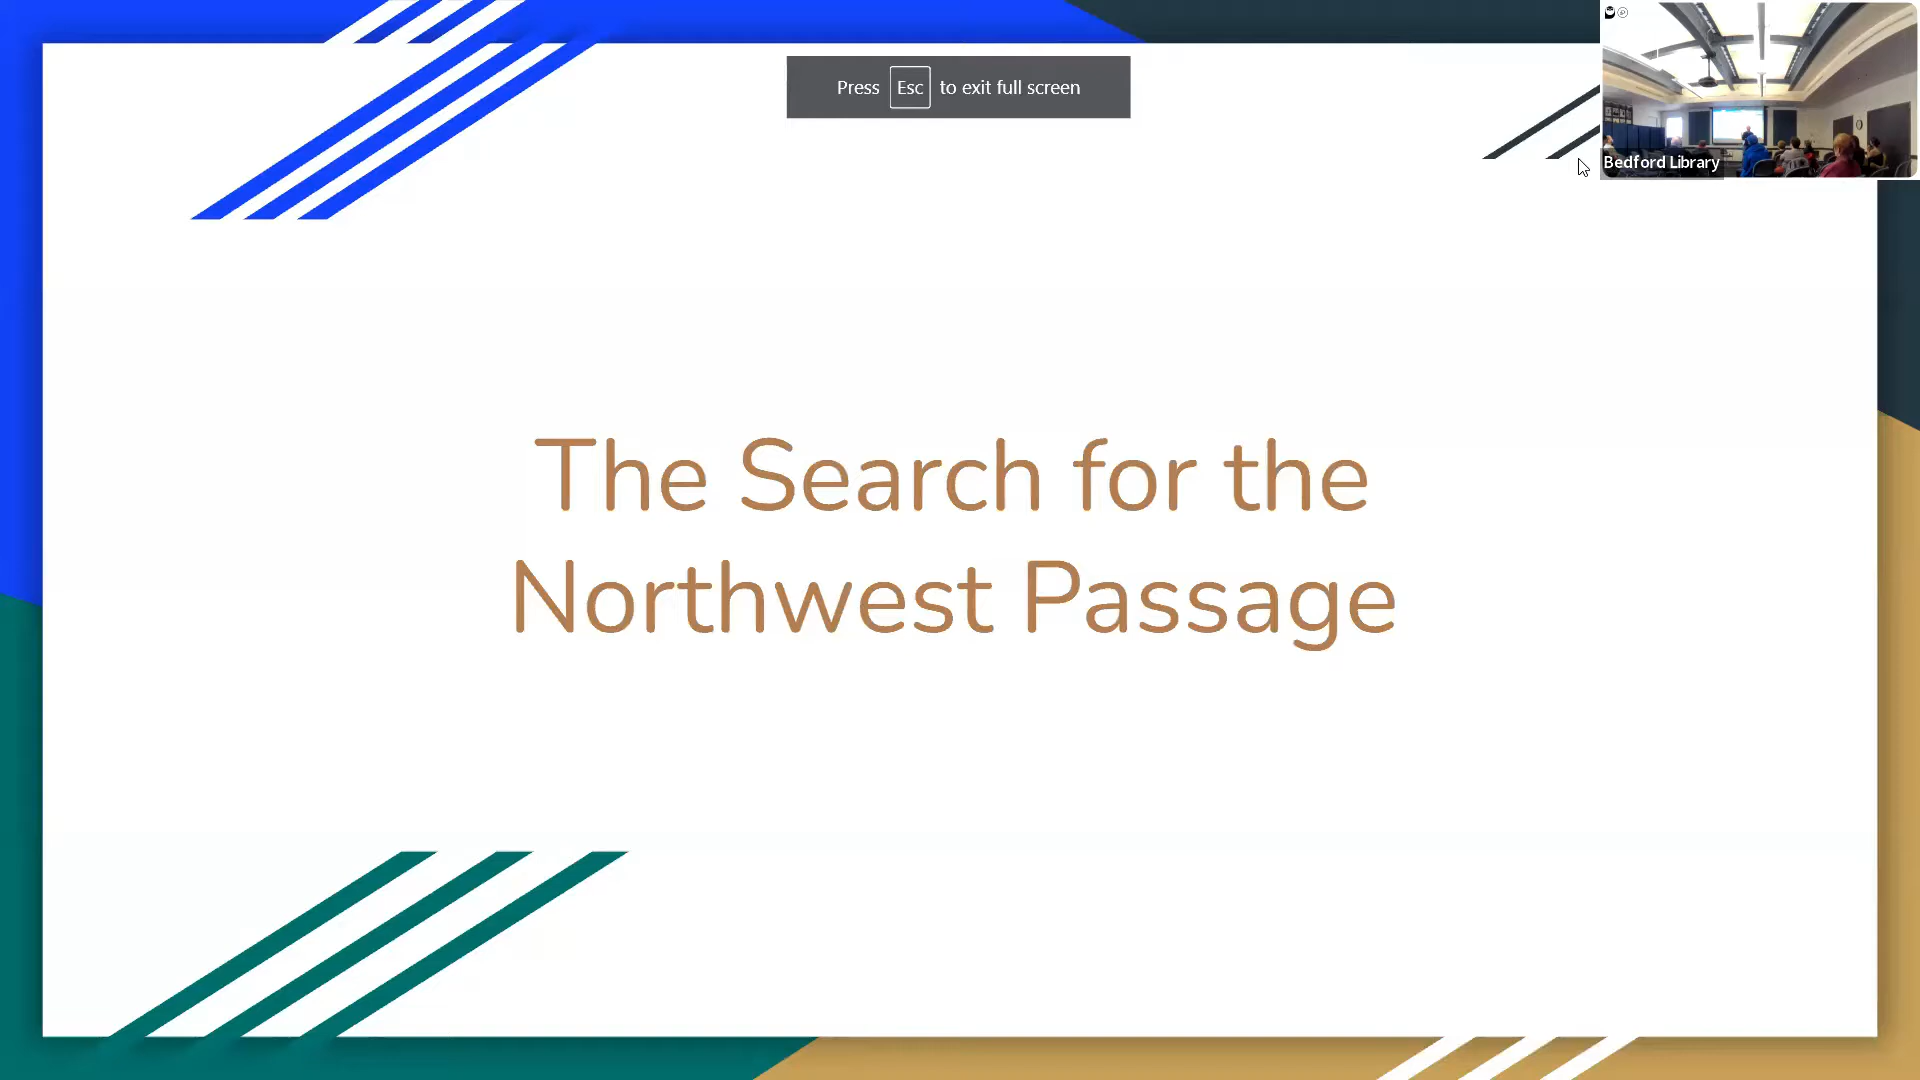 Press Esc to exit full screen
Bedford Library
The Search for the
Northwest Passage